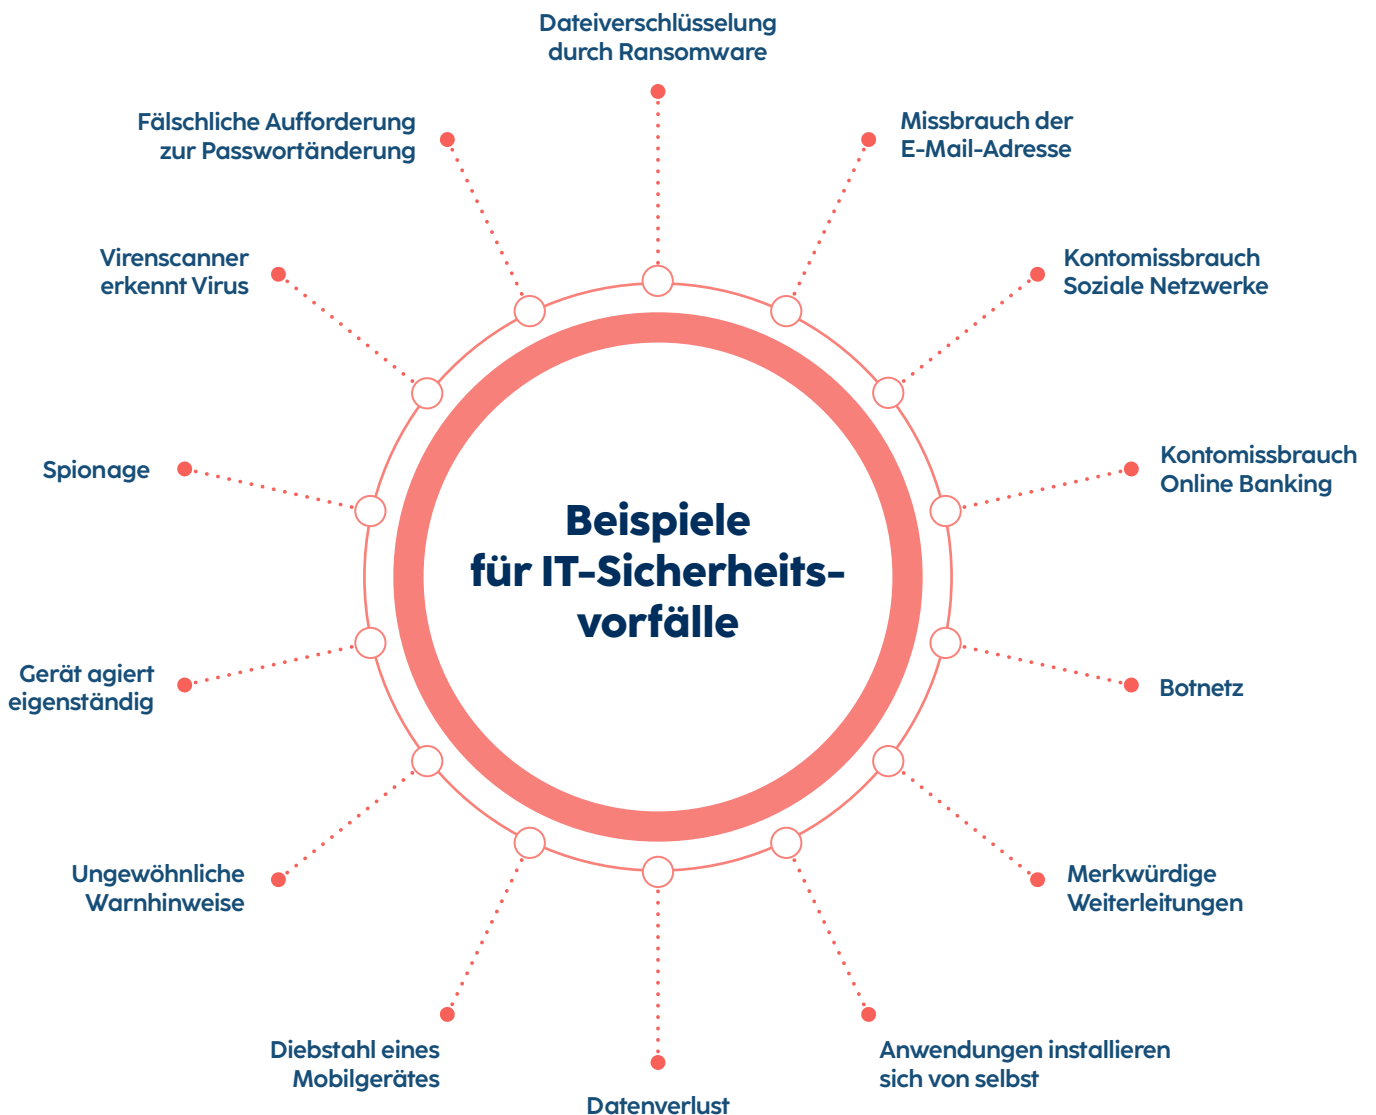 Dateiverschlüsselung
durch Ransomware
Missbrauch der
E-Mail-Adresse
Kontomissbrauch
Soziale Netzwerke
Kontomissbrauch
Online Banking
Botnetz
Merkwürdige
Weiterleitungen
Anwendungen installieren
sich von selbst
Datenverlust
Diebstahl eines
Mobilgerätes
Ungewöhnliche
Warnhinweise
Gerät agiert
eigenständig
Spionage
Virenscanner
erkennt Virus
Fälschliche Aufforderung
zur Passwortänderung
Beispiele
für IT-Sicherheits-
vorfälle